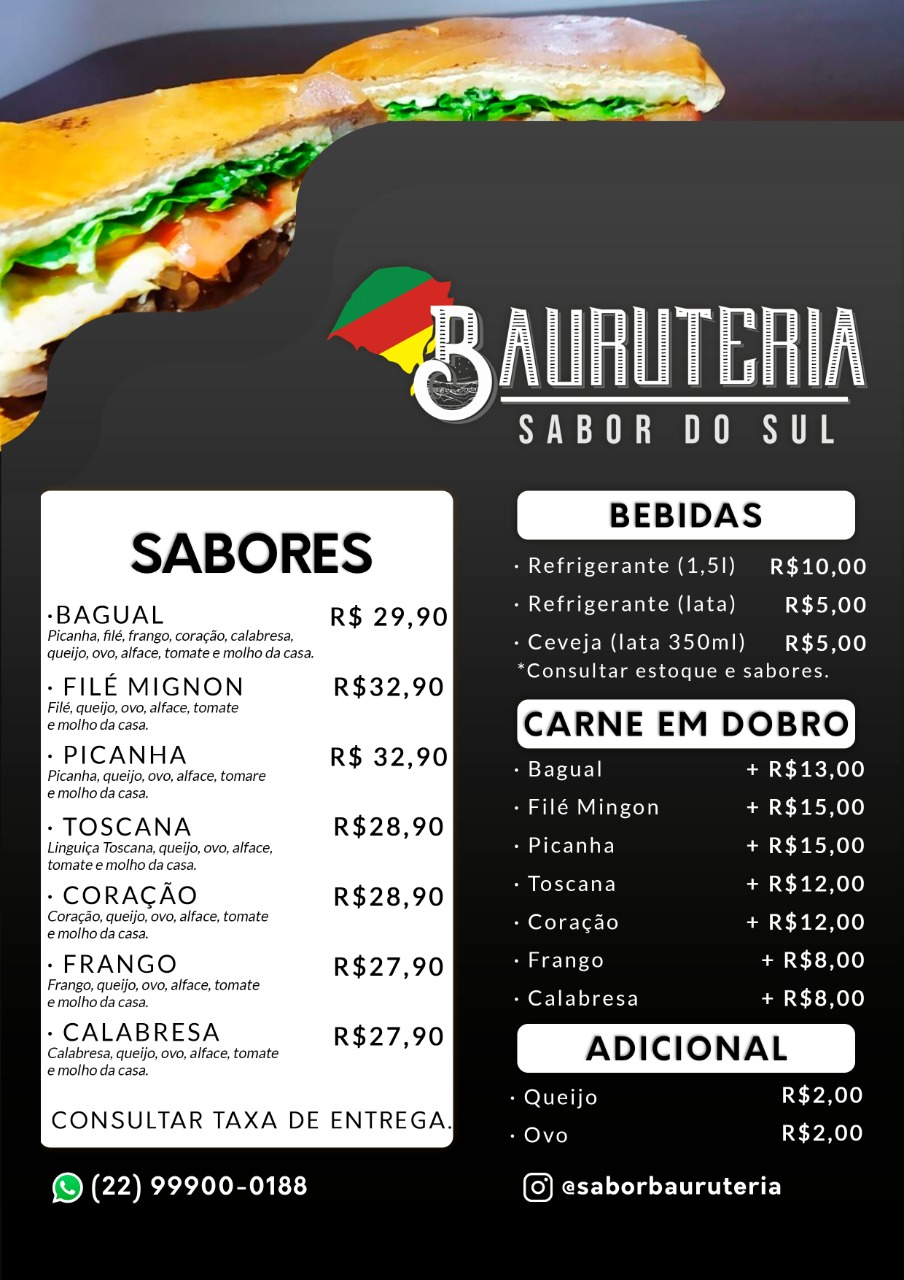 BAURUTERIA
SABOR DO SUL
SABORES
·BAGUAL R$ 29,90
Picanha, filé, frango, coração, calabresa,
queijo, ovo, alface, tomate e molho da casa.
· FILÉ MIGNON R$32,90
Filé, queijo, ovo, alface, tomate
e molho da casa.
· PICANHA R$ 32,90
Picanha, queijo, ovo, alface, tomare
e molho da casa.
· TOSCANA R$28,90
Linguiça Toscana, queijo, ovo, alface,
tomate e molho da casa.
· CORAÇÃO R$28,90
Coração, queijo, ovo, alface, tomate
e molho da casa.
· FRANGO R$27,90
Frango, queijo, ovo, alface, tomate
e molho da casa.
· CALABRESA R$27,90
Calabresa, queijo, ovo, alface, tomate
e molho da casa.
CONSULTAR TAXA DE ENTREGA.
BEBIDAS
· Refrigerante (1,5l) R$10,00
· Refrigerante (lata) R$5,00
· Ceveja (lata 350ml) R$5,00
*Consultar estoque e sabores.
CARNE EM DOBRO
· Bagual + R$13,00
· Filé Mingon + R$15,00
· Picanha + R$15,00
· Toscana + R$12,00
· Coração + R$12,00
· Frango + R$8,00
· Calabresa + R$8,00
ADICIONAL
· Queijo R$2,00
· Ovo R$2,00
(22) 99900-0188
@saborbauruteria